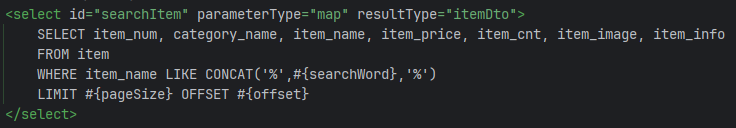 <select id="searchItem" parameterType="map" resultType="itemDto">
SELECT item_num, category_name, item_name, item_price, item_cnt, item_image, item_info
FROM item
WHERE item_name LIKE CONCAT('%',#{searchWord},'%')
LIMIT #{pageSize} OFFSET #{offset}
</select>